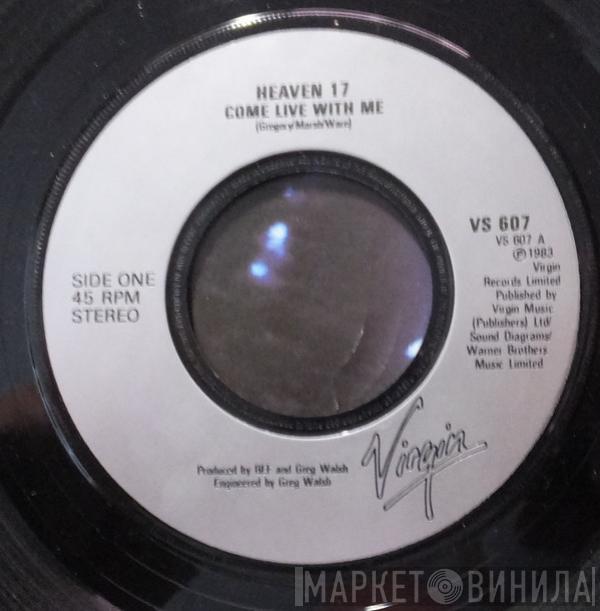 HEAVEN 17
COME LIVE WITH ME
(Gregory/Marsh/Ware)
VS 607
VS 607 A
℗1983
Virgin
Records Limited
Published by
Virgin Music
(Publishers) Ltd/
Sound Diagrams/
Warner Brothers
Music Limited
SIDE ONE
45 RPM
STEREO
Produced by BEF and Greg Walsh
Engineered by Greg Walsh
Virgin
МАРКЕТ ВИНИЛА